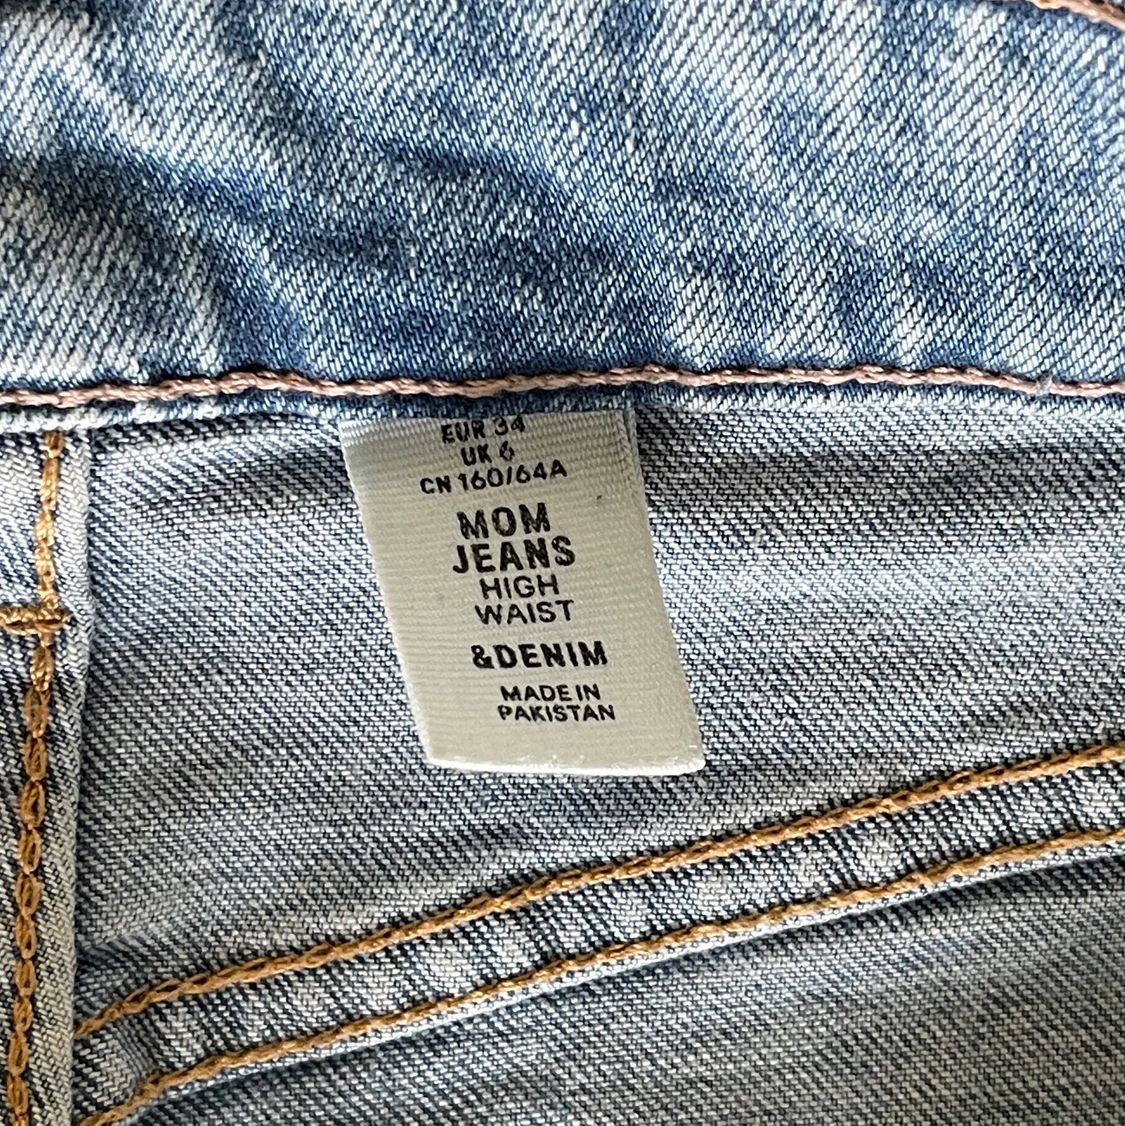 EUR 34
UK 6
CN 160/64A
MOM
JEANS
HIGH
WAIST
&DENIM
MADE IN
PAKISTAN